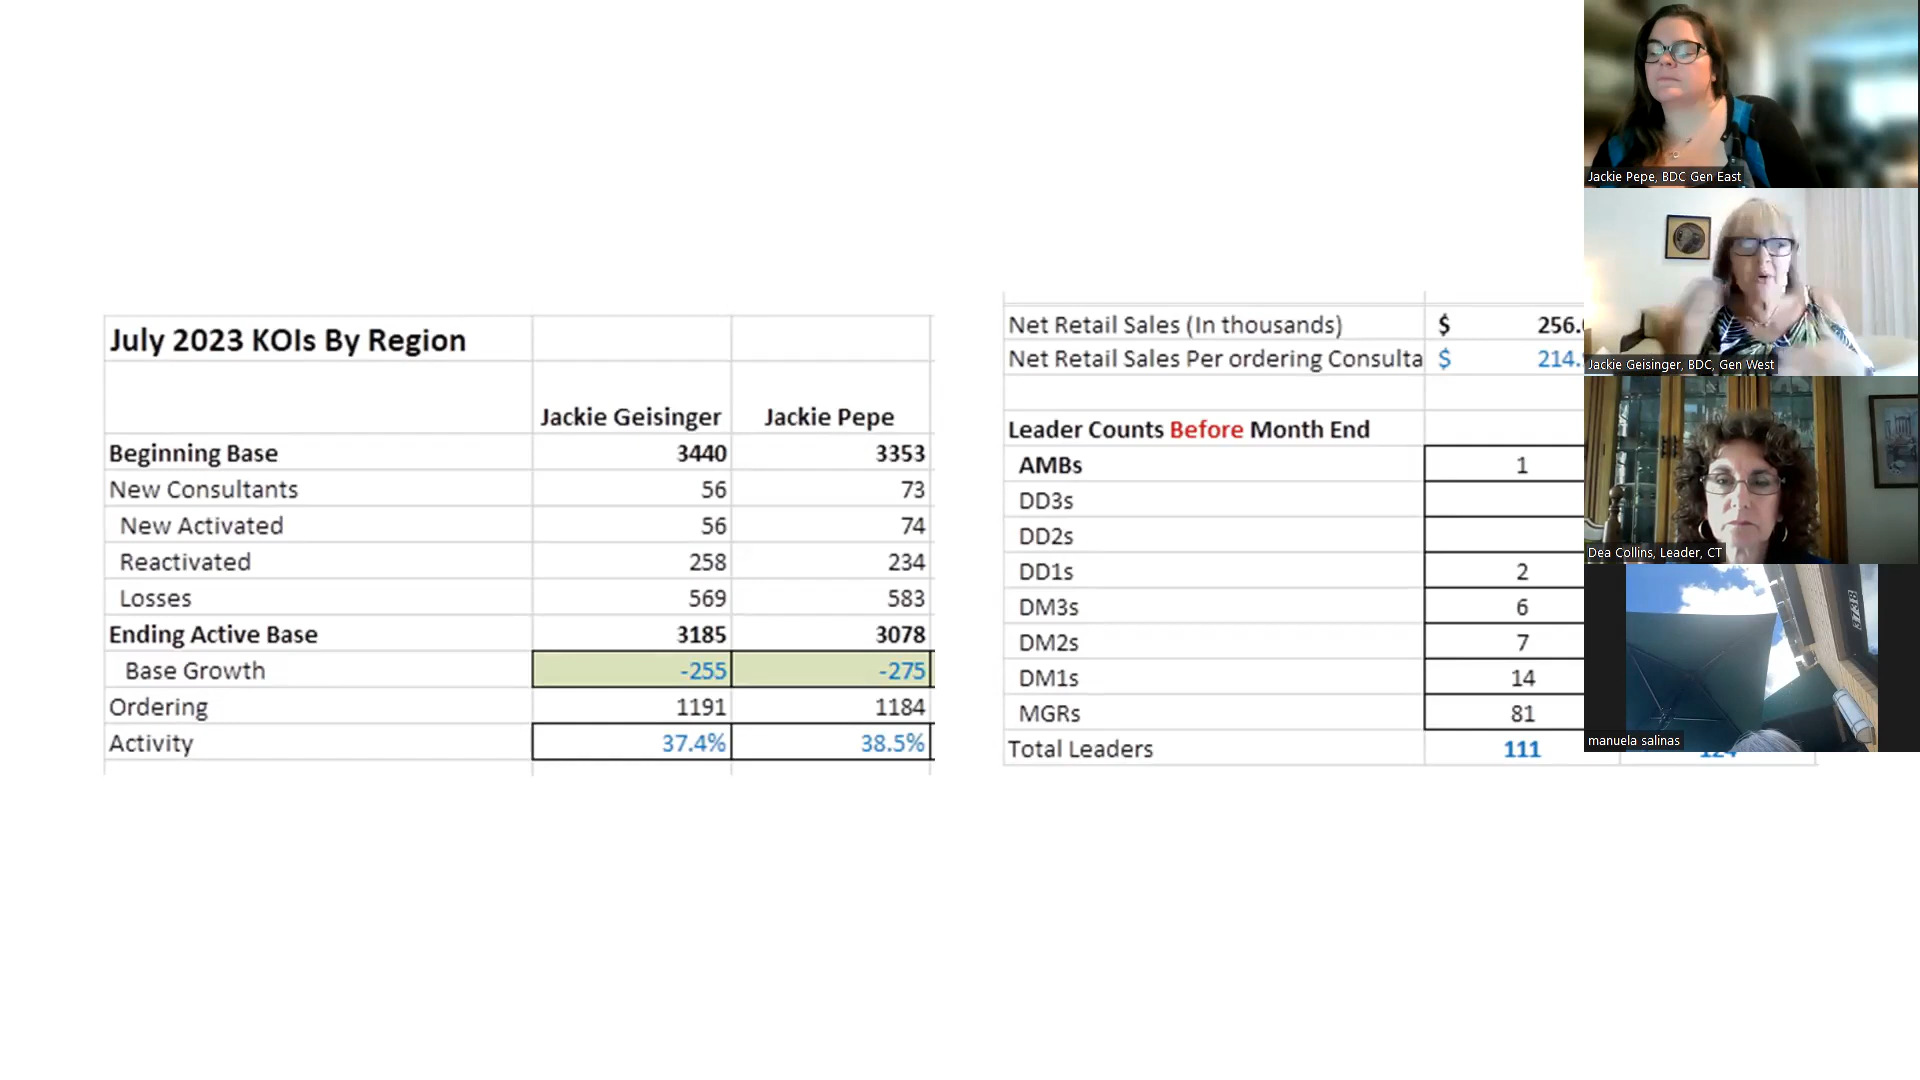 July 2023 KOIs By Region
Jackie Geisinger Jackie Pepe
Beginning Base 3440 3353
New Consultants 56 73
New Activated 56 74
Reactivated 258 234
Losses 569 583
Ending Active Base 3185 3078
Base Growth -255 -275
Ordering 1191 1184
Activity 37.4% 38.5%
Net Retail Sales (In thousands) $ 256.
Net Retail Sales Per ordering Consulta $ 214.
Leader Counts Before Month End
AMBs 1
DD3s
DD2s
DD1s 2
DM3s 6
DM2s 7
DM1s 14
MGRs 81
Total Leaders 111
Jackie Pepe, BDC Gen East
Jackie Geisinger, BDC, Gen West
Dea Collins, Leader, CT
3738
manuela salinas